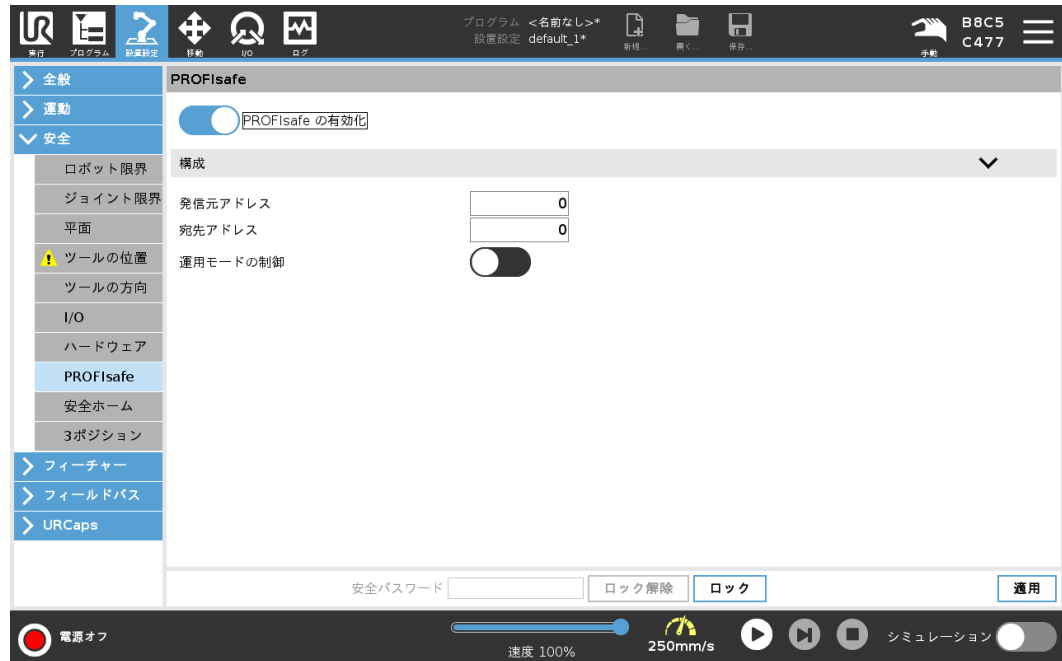 UR
実行
プログラム
設置設定
移動
I/O
ログ
プログラム <名前なし>*
設置設定 default_1*
新規...
開く...
保存...
手動
B8C5
C477
全般
運動
安全
ロボット限界
ジョイント限界
平面
ツールの位置
ツールの方向
I/O
ハードウェア
PROFIsafe
安全ホーム
3ポジション
フィーチャー
フィールドバス
URCaps
PROFIsafe
PROFIsafe の有効化
構成
発信元アドレス 0
宛先アドレス 0
運用モードの制御
安全パスワード ロック解除 ロック 適用
電源オフ
速度 100%
250mm/s
シミュレーション